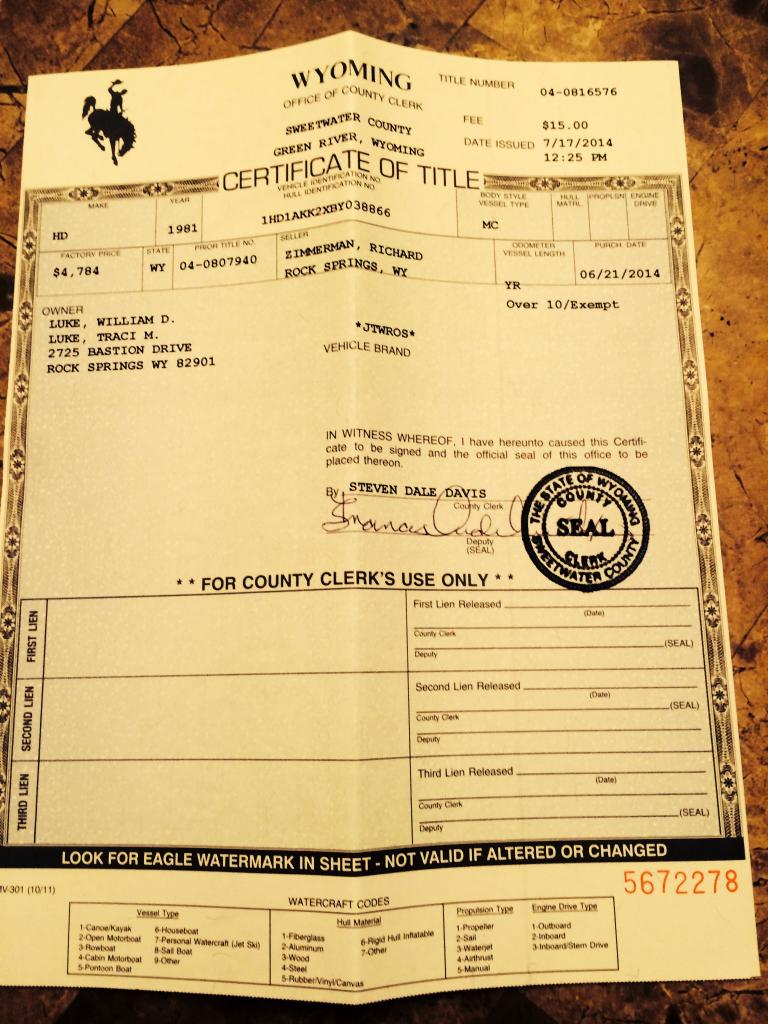 WYOMING
OFFICE OF COUNTY CLERK
TITLE NUMBER 04-0816576
SWEETWATER COUNTY
GREEN RIVER, WYOMING
FEE $15.00
DATE ISSUED 7/17/2014
12:25 PM
CERTIFICATE OF TITLE
VEHICLE IDENTIFICATION NO.
HULL IDENTIFICATION NO.
MAKE YEAR BODY STYLE VESSEL TYPE HULL MATRL. PROPLSN ENGINE DRIVE
HD 1981 1HD1AKK2XBY038866 MC
FACTORY PRICE STATE PRIOR TITLE NO. SELLER ODOMETER VESSEL LENGTH PURCH. DATE
$4,784 WY 04-0807940 ZIMMERMAN, RICHARD
ROCK SPRINGS, WY
06/21/2014
YR
Over 10/Exempt
OWNER
LUKE, WILLIAM D.
LUKE, TRACI M.
2725 BASTION DRIVE
ROCK SPRINGS WY 82901
*JTWROS*
VEHICLE BRAND
IN WITNESS WHEREOF, I have hereunto caused this Certifi-
cate to be signed and the official seal of this office to be
placed thereon.
By STEVEN DALE DAVIS
County Clerk
Deputy
(SEAL)
THE STATE OF WYOMING
COUNTY
SEAL
CLERK
SWEETWATER COUNTY
* * FOR COUNTY CLERK'S USE ONLY * *
FIRST LIEN
First Lien Released
(Date)
County Clerk
(SEAL)
Deputy
SECOND LIEN
Second Lien Released
(Date)
(SEAL)
County Clerk
Deputy
THIRD LIEN
Third Lien Released
(Date)
County Clerk
(SEAL)
Deputy
LOOK FOR EAGLE WATERMARK IN SHEET - NOT VALID IF ALTERED OR CHANGED
5672278
MV-301 (10/11)
WATERCRAFT CODES
Vessel Type
1-Canoe/Kayak 6-Houseboat
2-Open Motorboat 7-Personal Watercraft (Jet Ski)
3-Rowboat 8-Sail Boat
4-Cabin Motorboat 9-Other
5-Pontoon Boat
Hull Material
1-Fiberglass 6-Rigid Hull Inflatable
2-Aluminum 7-Other
3-Wood
4-Steel
5-Rubber/Vinyl/Canvas
Propulsion Type
1-Propeller
2-Sail
3-Waterjet
4-Airthrust
5-Manual
Engine Drive Type
1-Outboard
2-Inboard
3-Inboard/Stern Drive